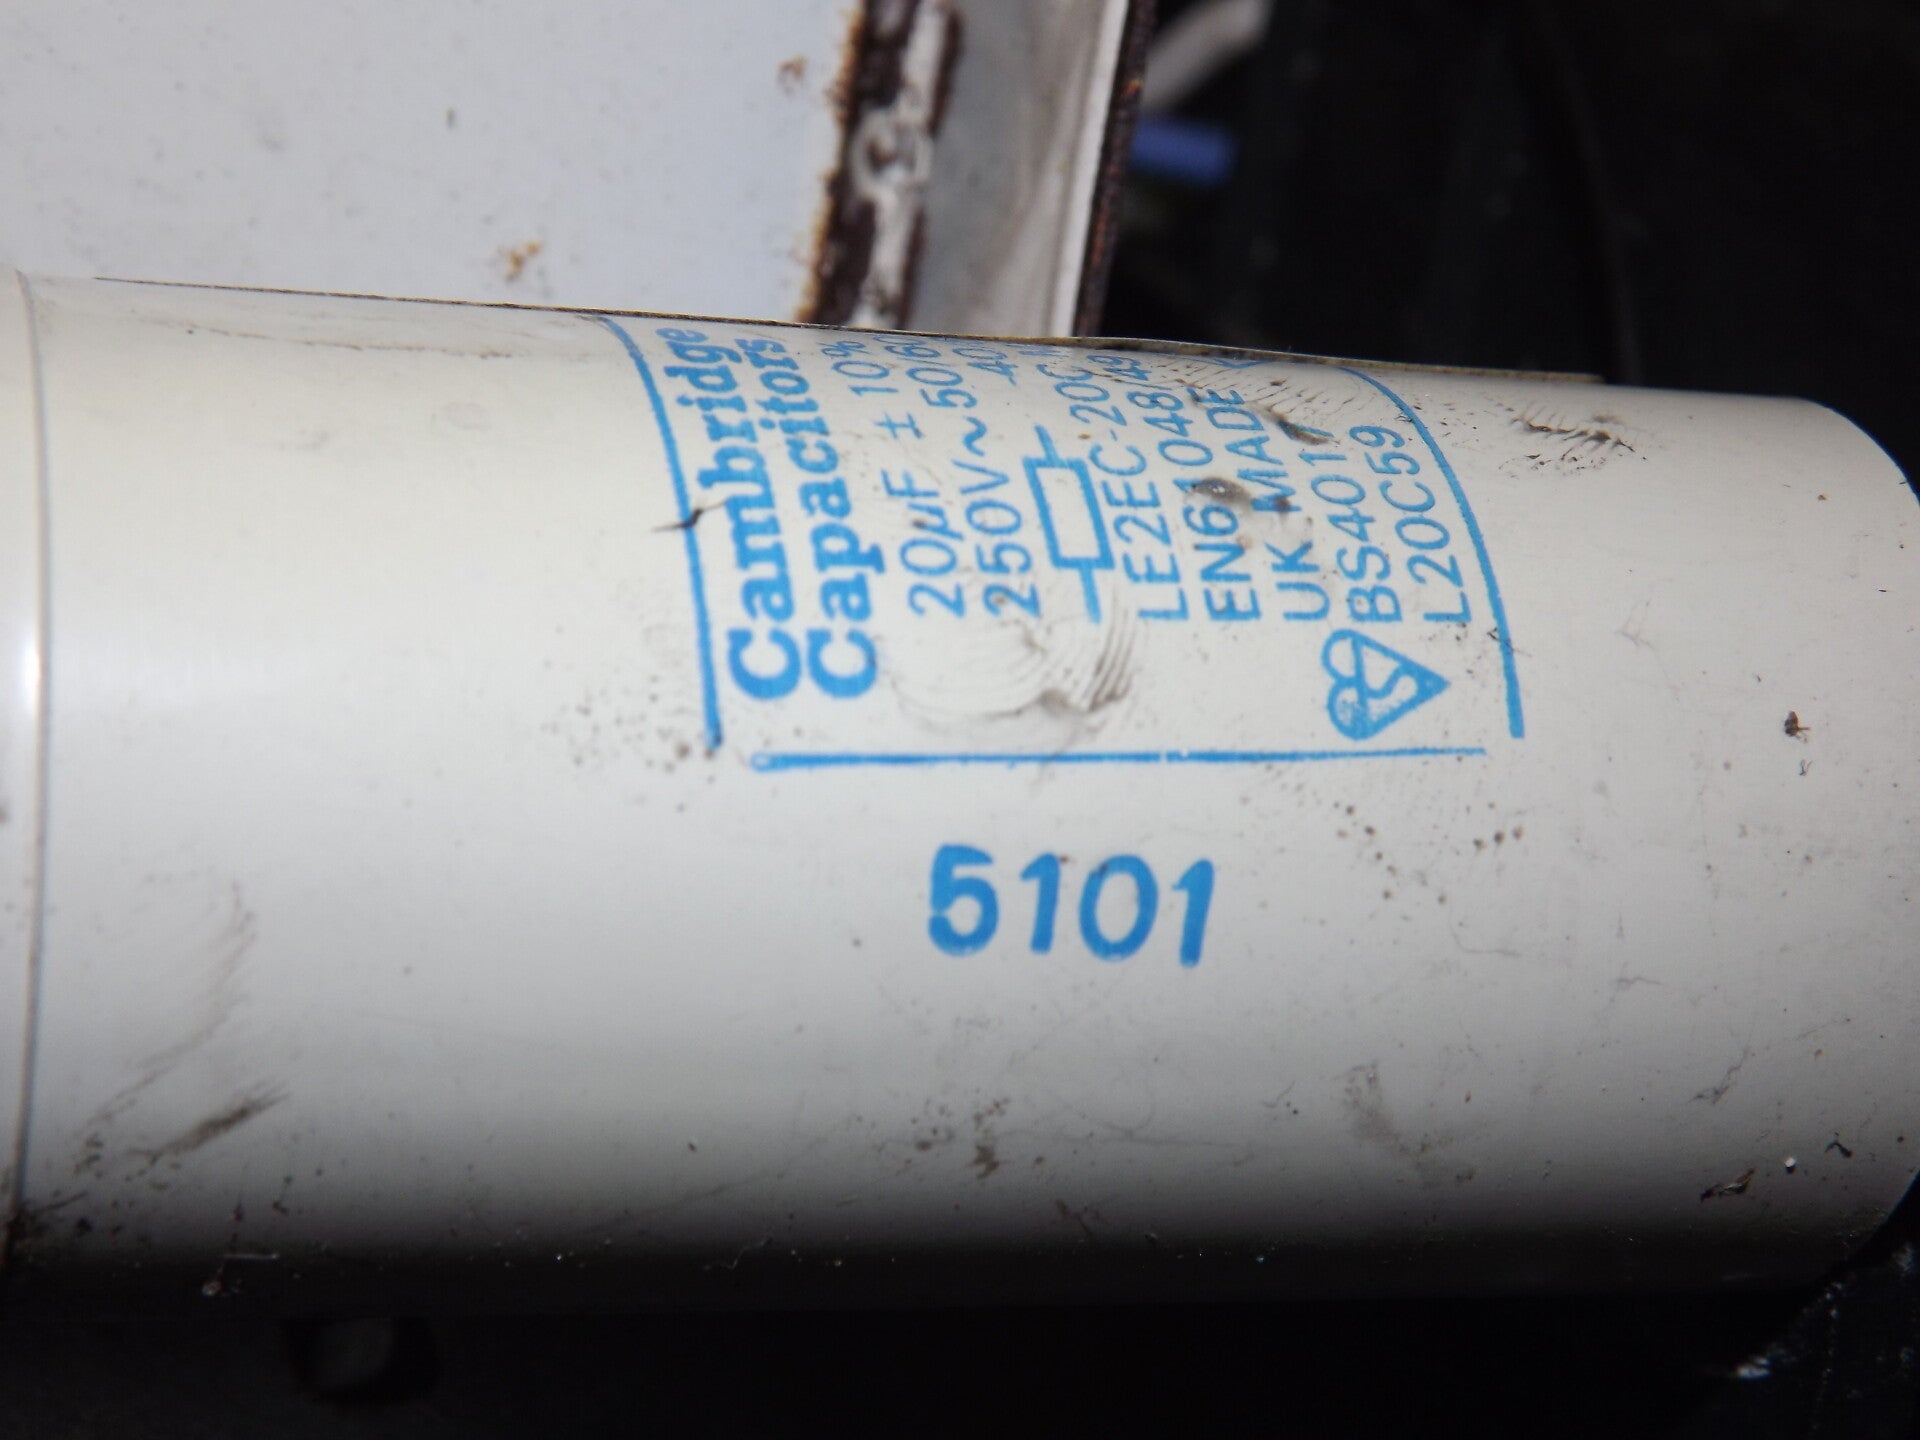 Cambridge
Capacitors
20µF ± 10%
250V~ 50/60
LE2EC-20
EN61048/49
UK MADE
BS4017
L20C59
5101